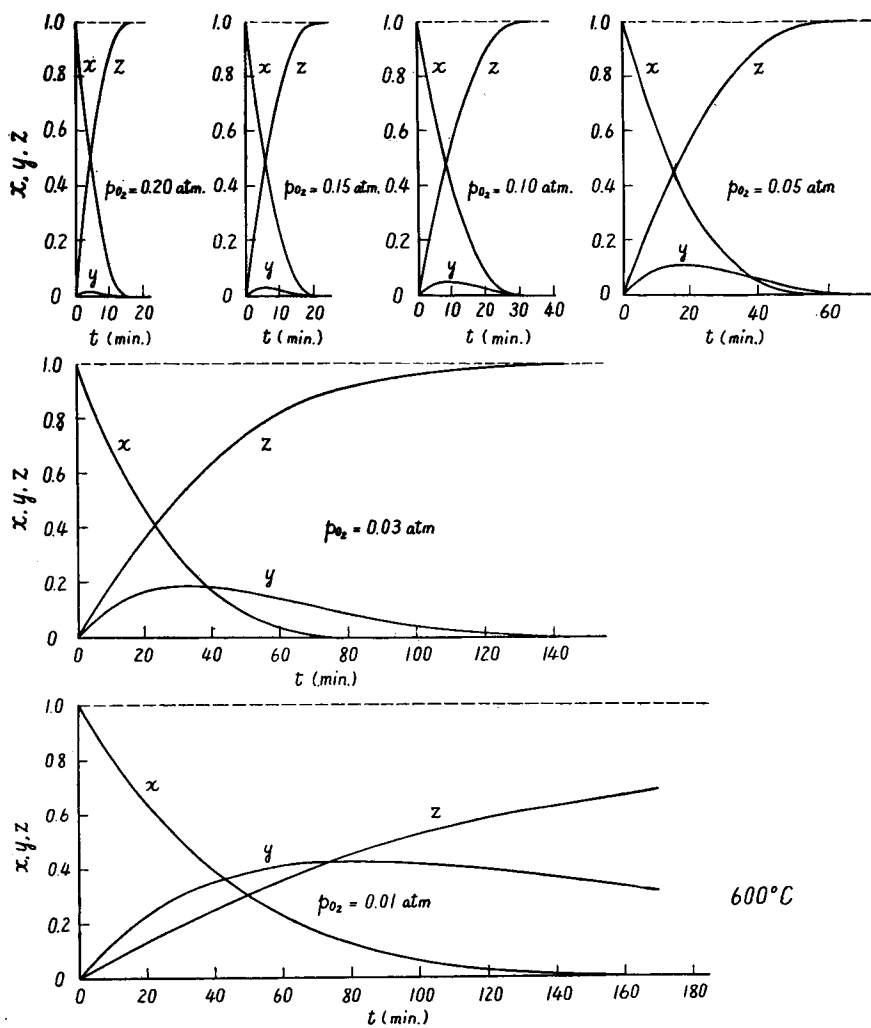 1.0
0.8
0.6
0.4
0.2
0
x, y, z
x
z
y
pO₂ = 0.20 atm.
0 10 20
t (min.)
1.0
0.8
0.6
0.4
0.2
0
x
z
y
pO₂ = 0.15 atm.
0 10 20
t (min.)
1.0
0.8
0.6
0.4
0.2
0
x
z
y
pO₂ = 0.10 atm.
0 10 20 30 40
t (min.)
1.0
0.8
0.6
0.4
0.2
0
x
z
y
pO₂ = 0.05 atm
0 20 40 60
t (min.)
1.0
0.8
0.6
0.4
0.2
0
x, y, z
x
z
y
pO₂ = 0.03 atm
0 20 40 60 80 100 120 140
t (min.)
1.0
0.8
0.6
0.4
0.2
0
x, y, z
x
z
y
pO₂ = 0.01 atm
600°C
0 20 40 60 80 100 120 140 160 180
t (min.)